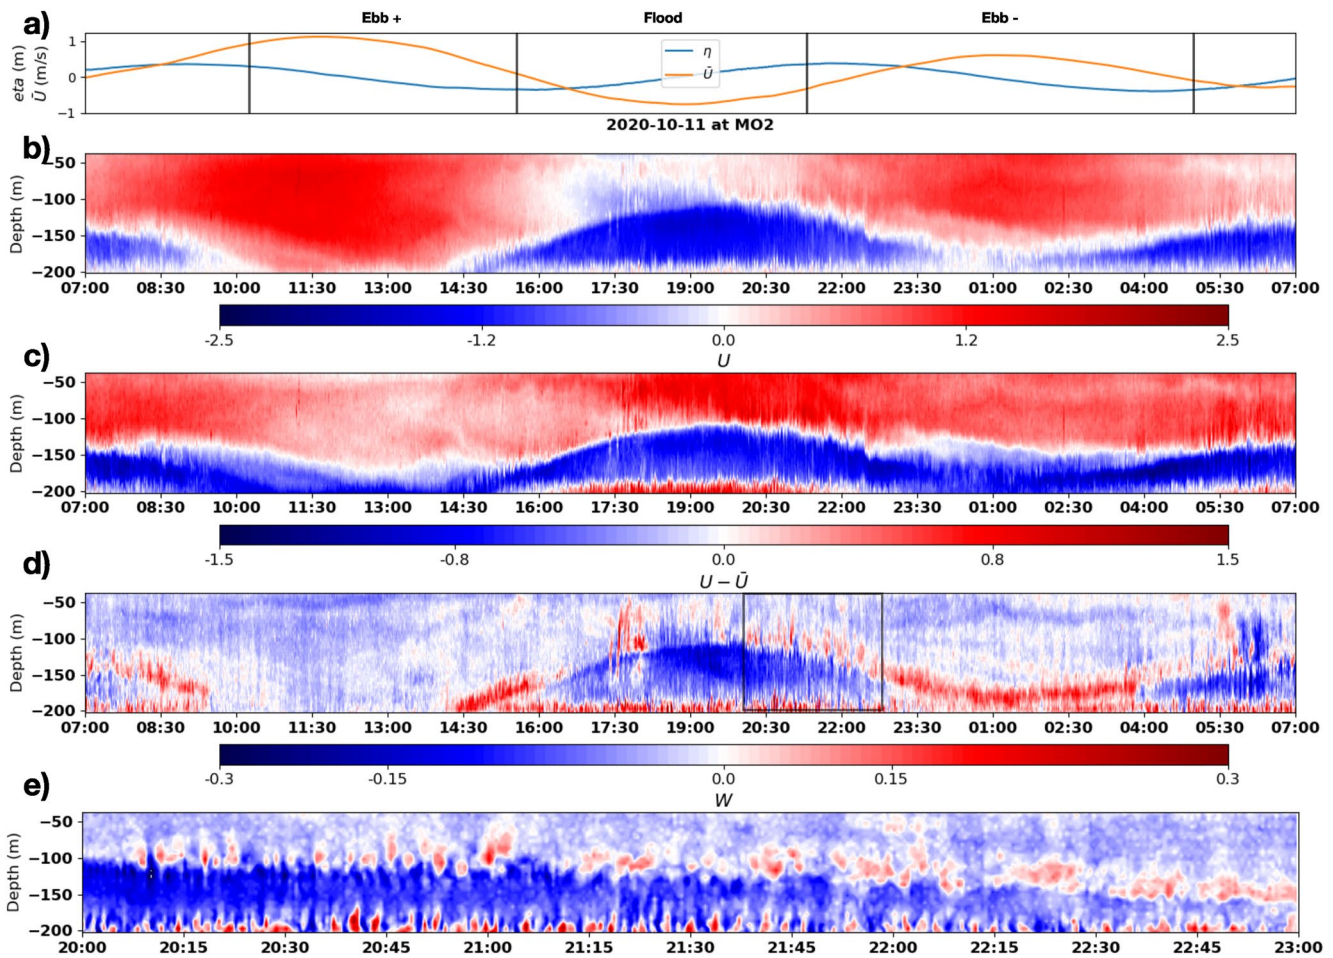 a)
Ebb + Flood Ebb -
eta (m)
Ū (m/s)
1
0
−1
η
Ū
2020-10-11 at MO2
b)
Depth (m)
−50
−100
−150
−200
07:00 08:30 10:00 11:30 13:00 14:30 16:00 17:30 19:00 20:30 22:00 23:30 01:00 02:30 04:00 05:30 07:00
-2.5 -1.2 0.0 1.2 2.5
U
c)
Depth (m)
−50
−100
−150
−200
07:00 08:30 10:00 11:30 13:00 14:30 16:00 17:30 19:00 20:30 22:00 23:30 01:00 02:30 04:00 05:30 07:00
-1.5 -0.8 0.0 0.8 1.5
U − Ū
d)
Depth (m)
−50
−100
−150
−200
07:00 08:30 10:00 11:30 13:00 14:30 16:00 17:30 19:00 20:30 22:00 23:30 01:00 02:30 04:00 05:30 07:00
-0.3 -0.15 0.0 0.15 0.3
W
e)
Depth (m)
−50
−100
−150
−200
20:00 20:15 20:30 20:45 21:00 21:15 21:30 21:45 22:00 22:15 22:30 22:45 23:00